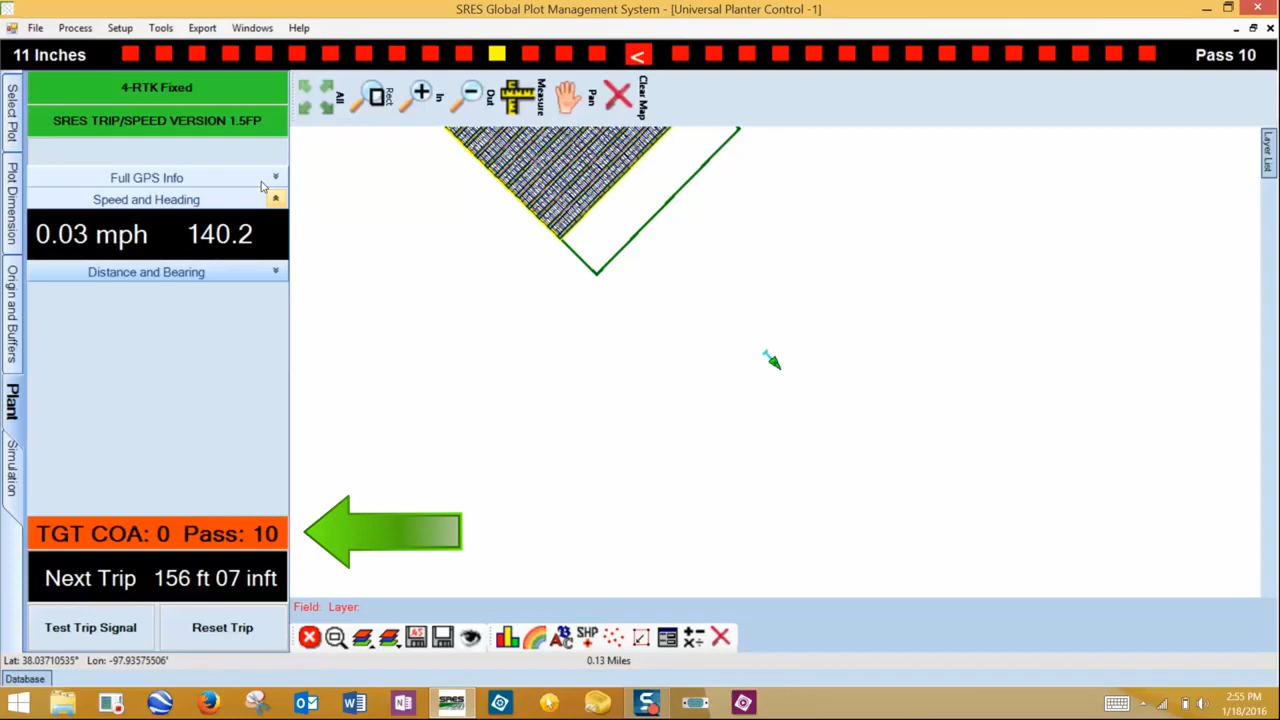 SRES Global Plot Management System - [Universal Planter Control -1]
File Process Setup Tools Export Windows Help
11 Inches < Pass 10
4-RTK Fixed
SRES TRIP/SPEED VERSION 1.5FP
Full GPS Info
Speed and Heading
0.03 mph 140.2
Distance and Bearing
TGT COA: 0 Pass: 10
Next Trip 156 ft 07 inft
Test Trip Signal Reset Trip
Select Plot
Plot Dimension
Origin and Buffers
Plant
Simulation
All
Rect
In
Out
Measure
Pan
Clear Map
Layer List
Field: Layer:
AS
SHP
Lat: 38.03710535° Lon: -97.93575506° 0.13 Miles
Database
SRES
2:55 PM
1/18/2016